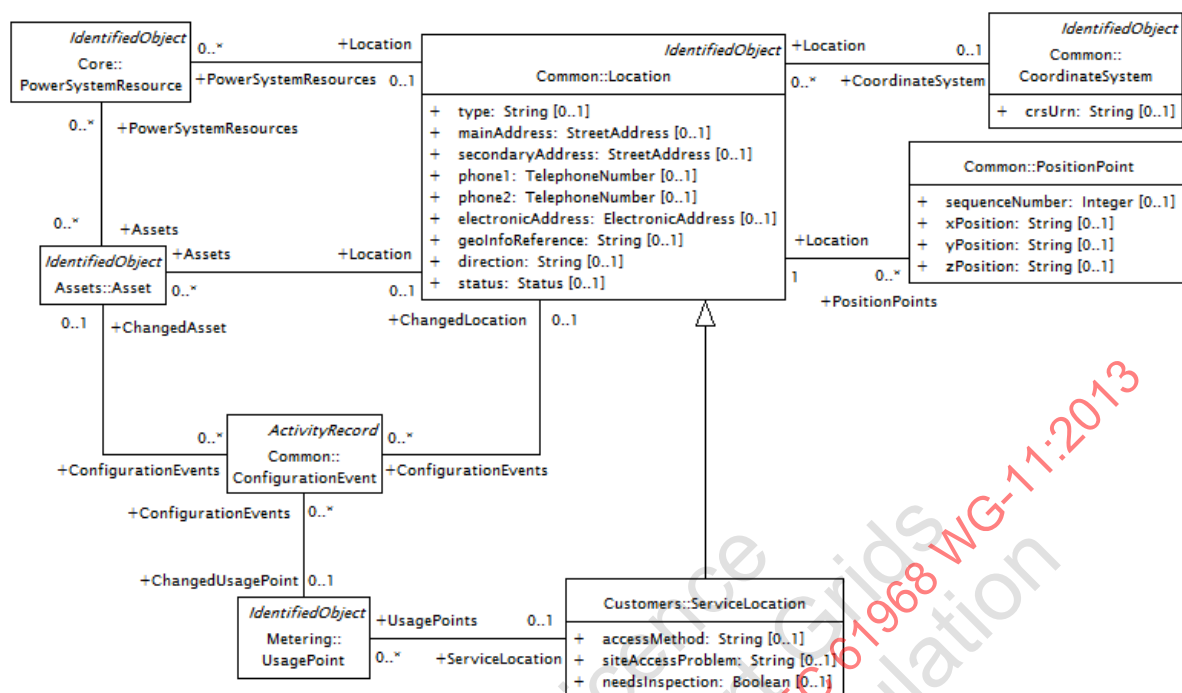 IdentifiedObject
Core::
PowerSystemResource
0..*
+Location
+PowerSystemResources
0..1
IdentifiedObject
Common::Location
+ type: String [0..1]
+ mainAddress: StreetAddress [0..1]
+ secondaryAddress: StreetAddress [0..1]
+ phone1: TelephoneNumber [0..1]
+ phone2: TelephoneNumber [0..1]
+ electronicAddress: ElectronicAddress [0..1]
+ geoInfoReference: String [0..1]
+ direction: String [0..1]
+ status: Status [0..1]
+Location
0..1
0..*
+CoordinateSystem
IdentifiedObject
Common::
CoordinateSystem
+ crsUrn: String [0..1]
Common::PositionPoint
+ sequenceNumber: Integer [0..1]
+ xPosition: String [0..1]
+ yPosition: String [0..1]
+ zPosition: String [0..1]
+Location
1
0..*
+PositionPoints
0..*
+PowerSystemResources
0..*
+Assets
IdentifiedObject
Assets::Asset
+Assets
+Location
0..*
0..1
0..1
+ChangedAsset
+ChangedLocation
0..1
0..*
ActivityRecord
Common::
ConfigurationEvent
0..*
+ConfigurationEvents
+ConfigurationEvents
+ConfigurationEvents
0..*
+ChangedUsagePoint
0..1
IdentifiedObject
Metering::
UsagePoint
+UsagePoints
0..1
0..*
+ServiceLocation
Customers::ServiceLocation
+ accessMethod: String [0..1]
+ siteAccessProblem: String [0..1]
+ needsInspection: Boolean [0..1]
61968 WG-11:2013
Grids